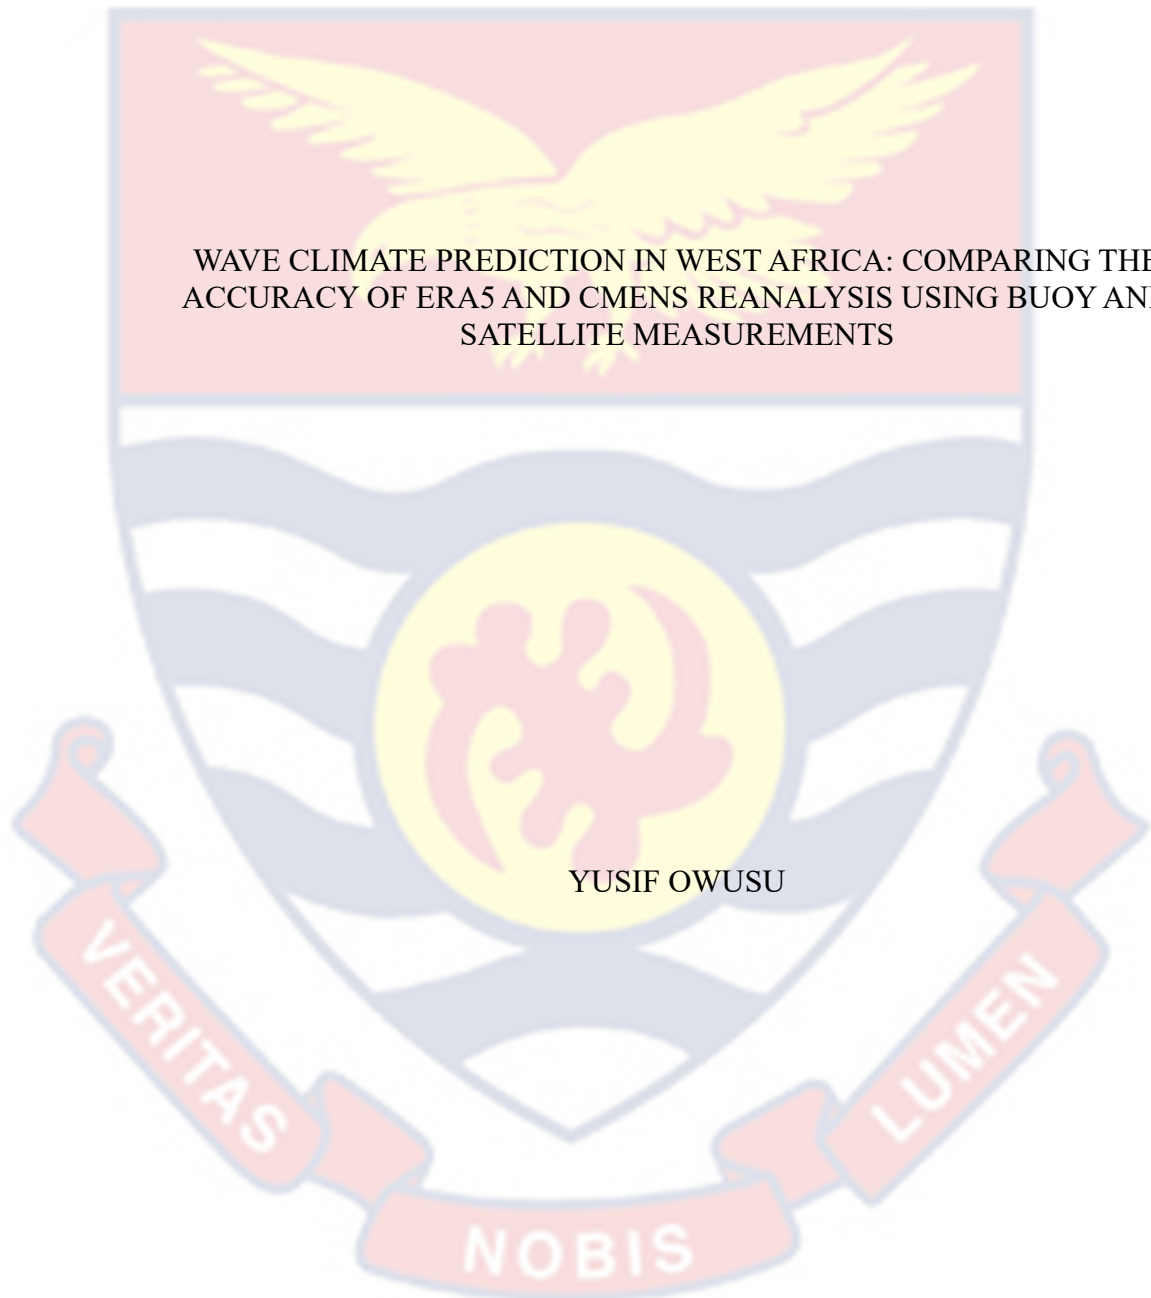 WAVE CLIMATE PREDICTION IN WEST AFRICA: COMPARING THE
ACCURACY OF ERA5 AND CMENS REANALYSIS USING BUOY AND
SATELLITE MEASUREMENTS
YUSIF OWUSU
VERITAS
NOBIS
LUMEN